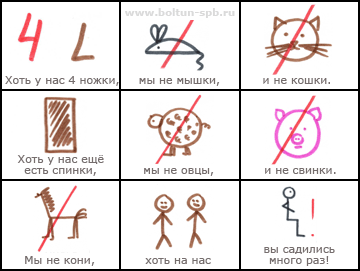 www.boltun-spb.ru
4
Хоть у нас 4 ножки,
мы не мышки,
и не кошки.
Хоть у нас ещё
есть спинки,
мы не овцы,
и не свинки.
Мы не кони,
хоть на нас
!
вы садились
много раз!